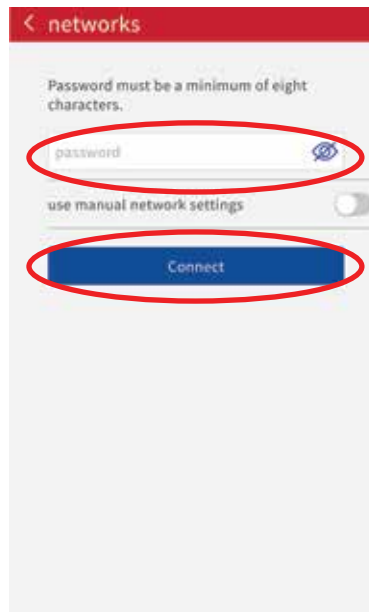 networks
Password must be a minimum of eight
characters.
password
use manual network settings
Connect